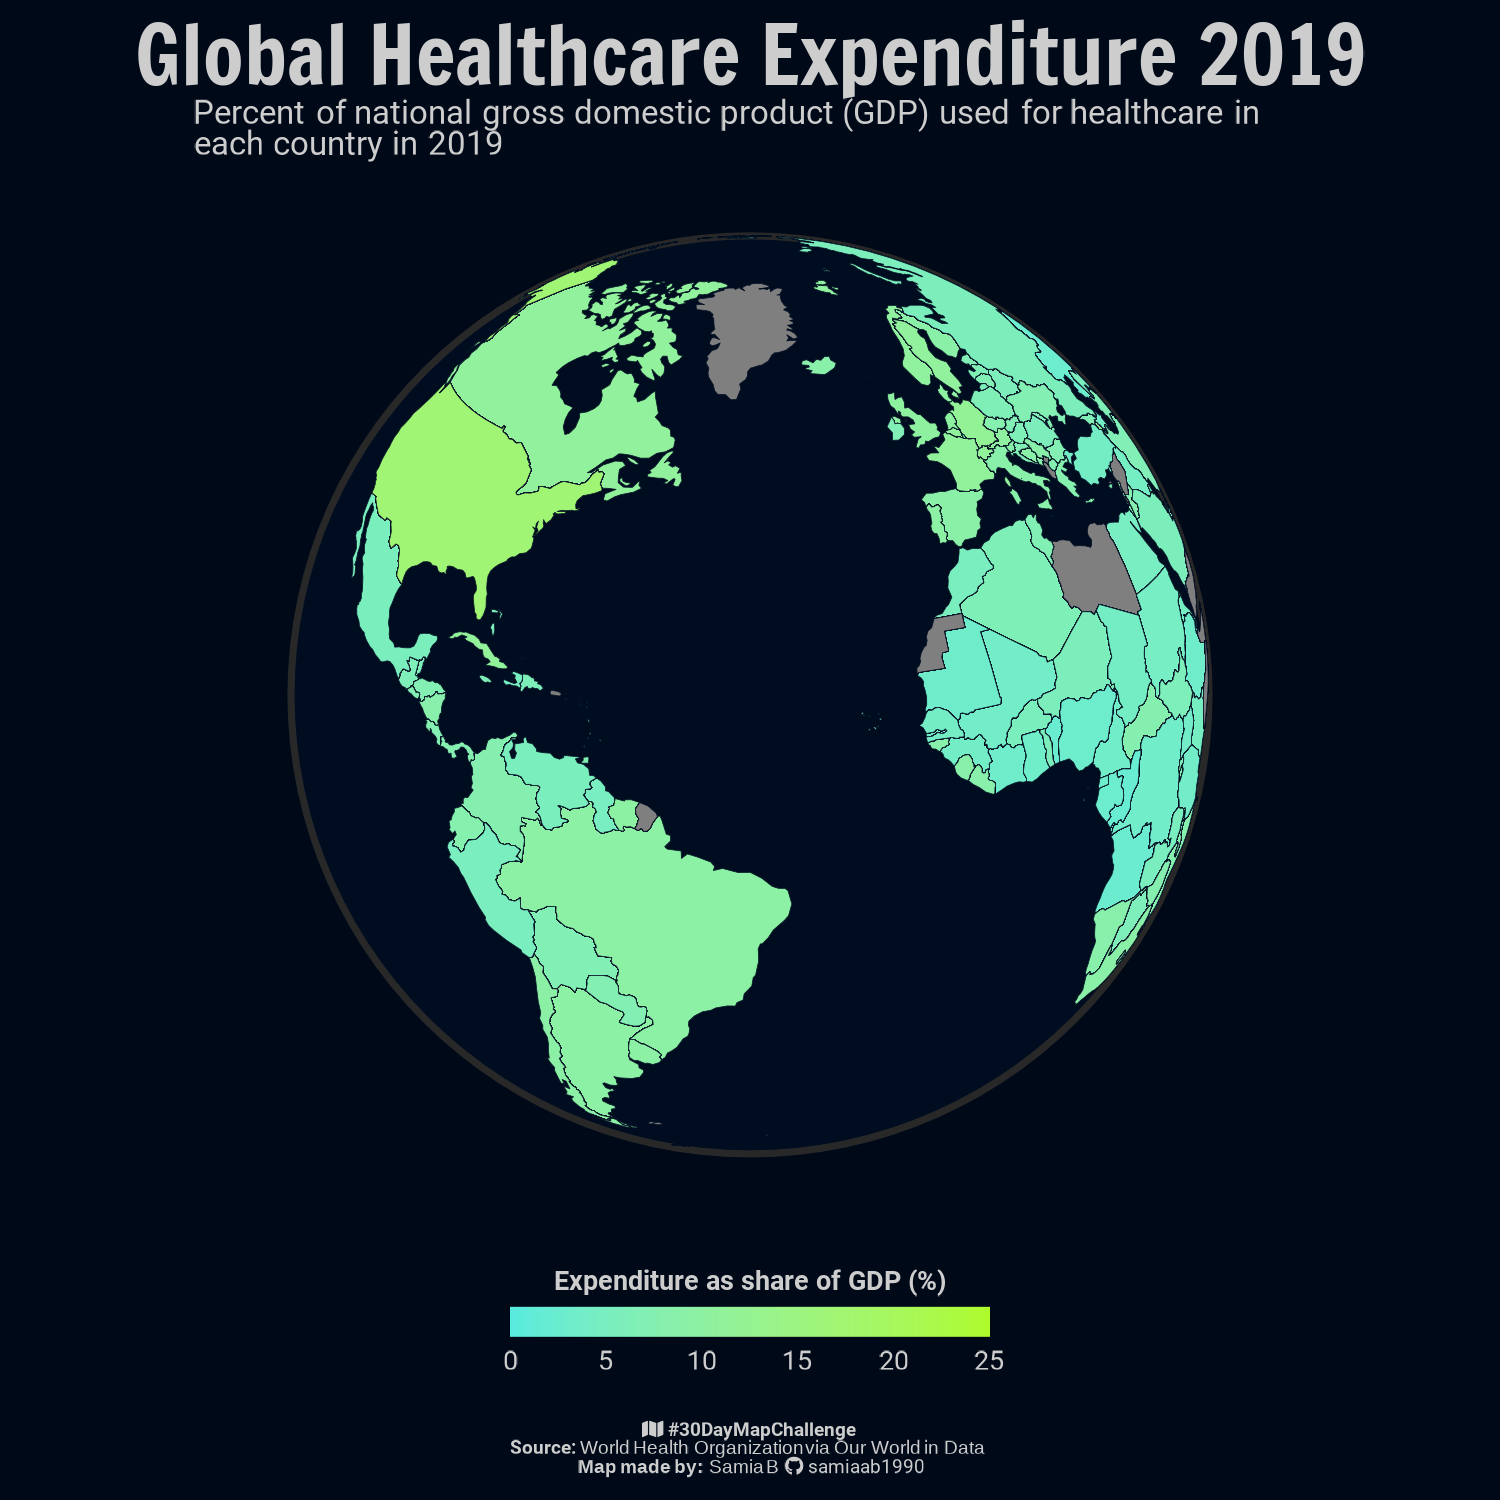 Global Healthcare Expenditure 2019
Percent of national gross domestic product (GDP) used for healthcare in
each country in 2019
Expenditure as share of GDP (%)
0 5 10 15 20 25
#30DayMapChallenge
Source: World Health Organization via Our World in Data
Map made by: Samia B samiaab1990